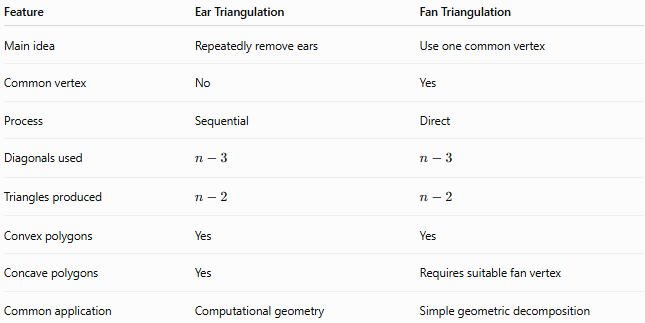 Feature Ear Triangulation Fan Triangulation
Main idea Repeatedly remove ears Use one common vertex
Common vertex No Yes
Process Sequential Direct
Diagonals used n − 3 n − 3
Triangles produced n − 2 n − 2
Convex polygons Yes Yes
Concave polygons Yes Requires suitable fan vertex
Common application Computational geometry Simple geometric decomposition